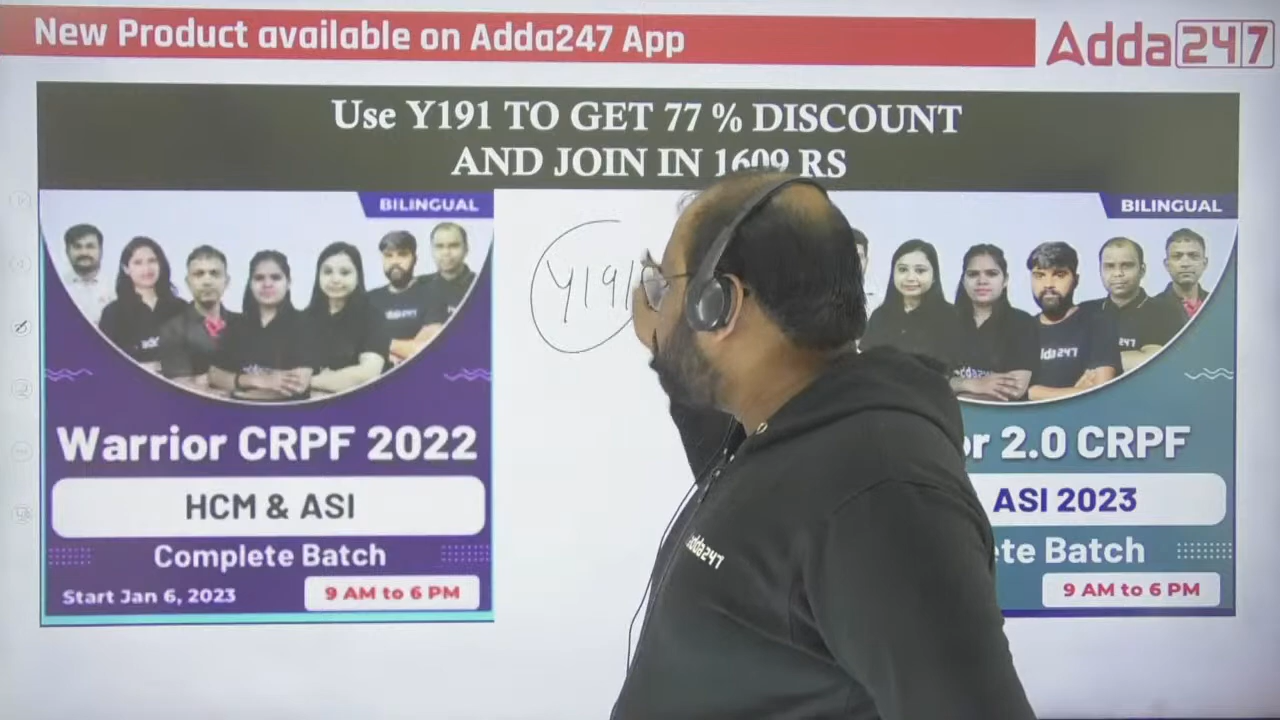 New Product available on Adda247 App
Adda247
Use Y191 TO GET 77 % DISCOUNT
AND JOIN IN 1609 RS
BILINGUAL
Warrior CRPF 2022
HCM & ASI
Complete Batch
Start Jan 6, 2023
9 AM to 6 PM
Y191
adda247
BILINGUAL
adda247
247
or 2.0 CRPF
ASI 2023
ete Batch
9 AM to 6 PM